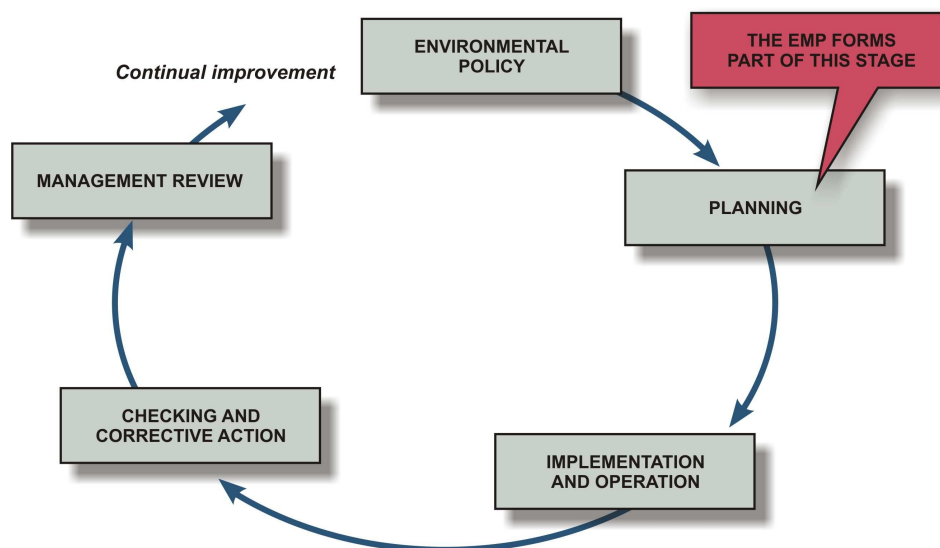 ENVIRONMENTAL
POLICY
THE EMP FORMS
PART OF THIS STAGE
Continual improvement
MANAGEMENT REVIEW
PLANNING
CHECKING AND
CORRECTIVE ACTION
IMPLEMENTATION
AND OPERATION